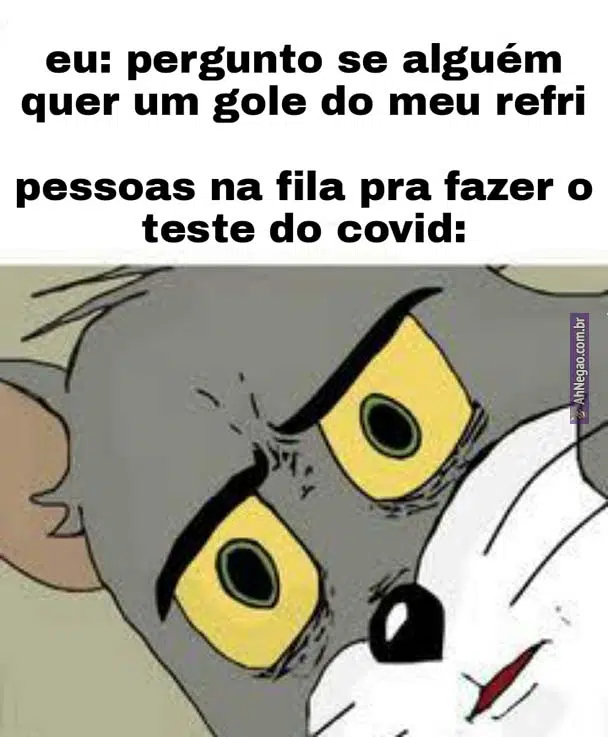 eu: pergunto se alguém
quer um gole do meu refri
pessoas na fila pra fazer o
teste do covid:
AhNegao.com.br